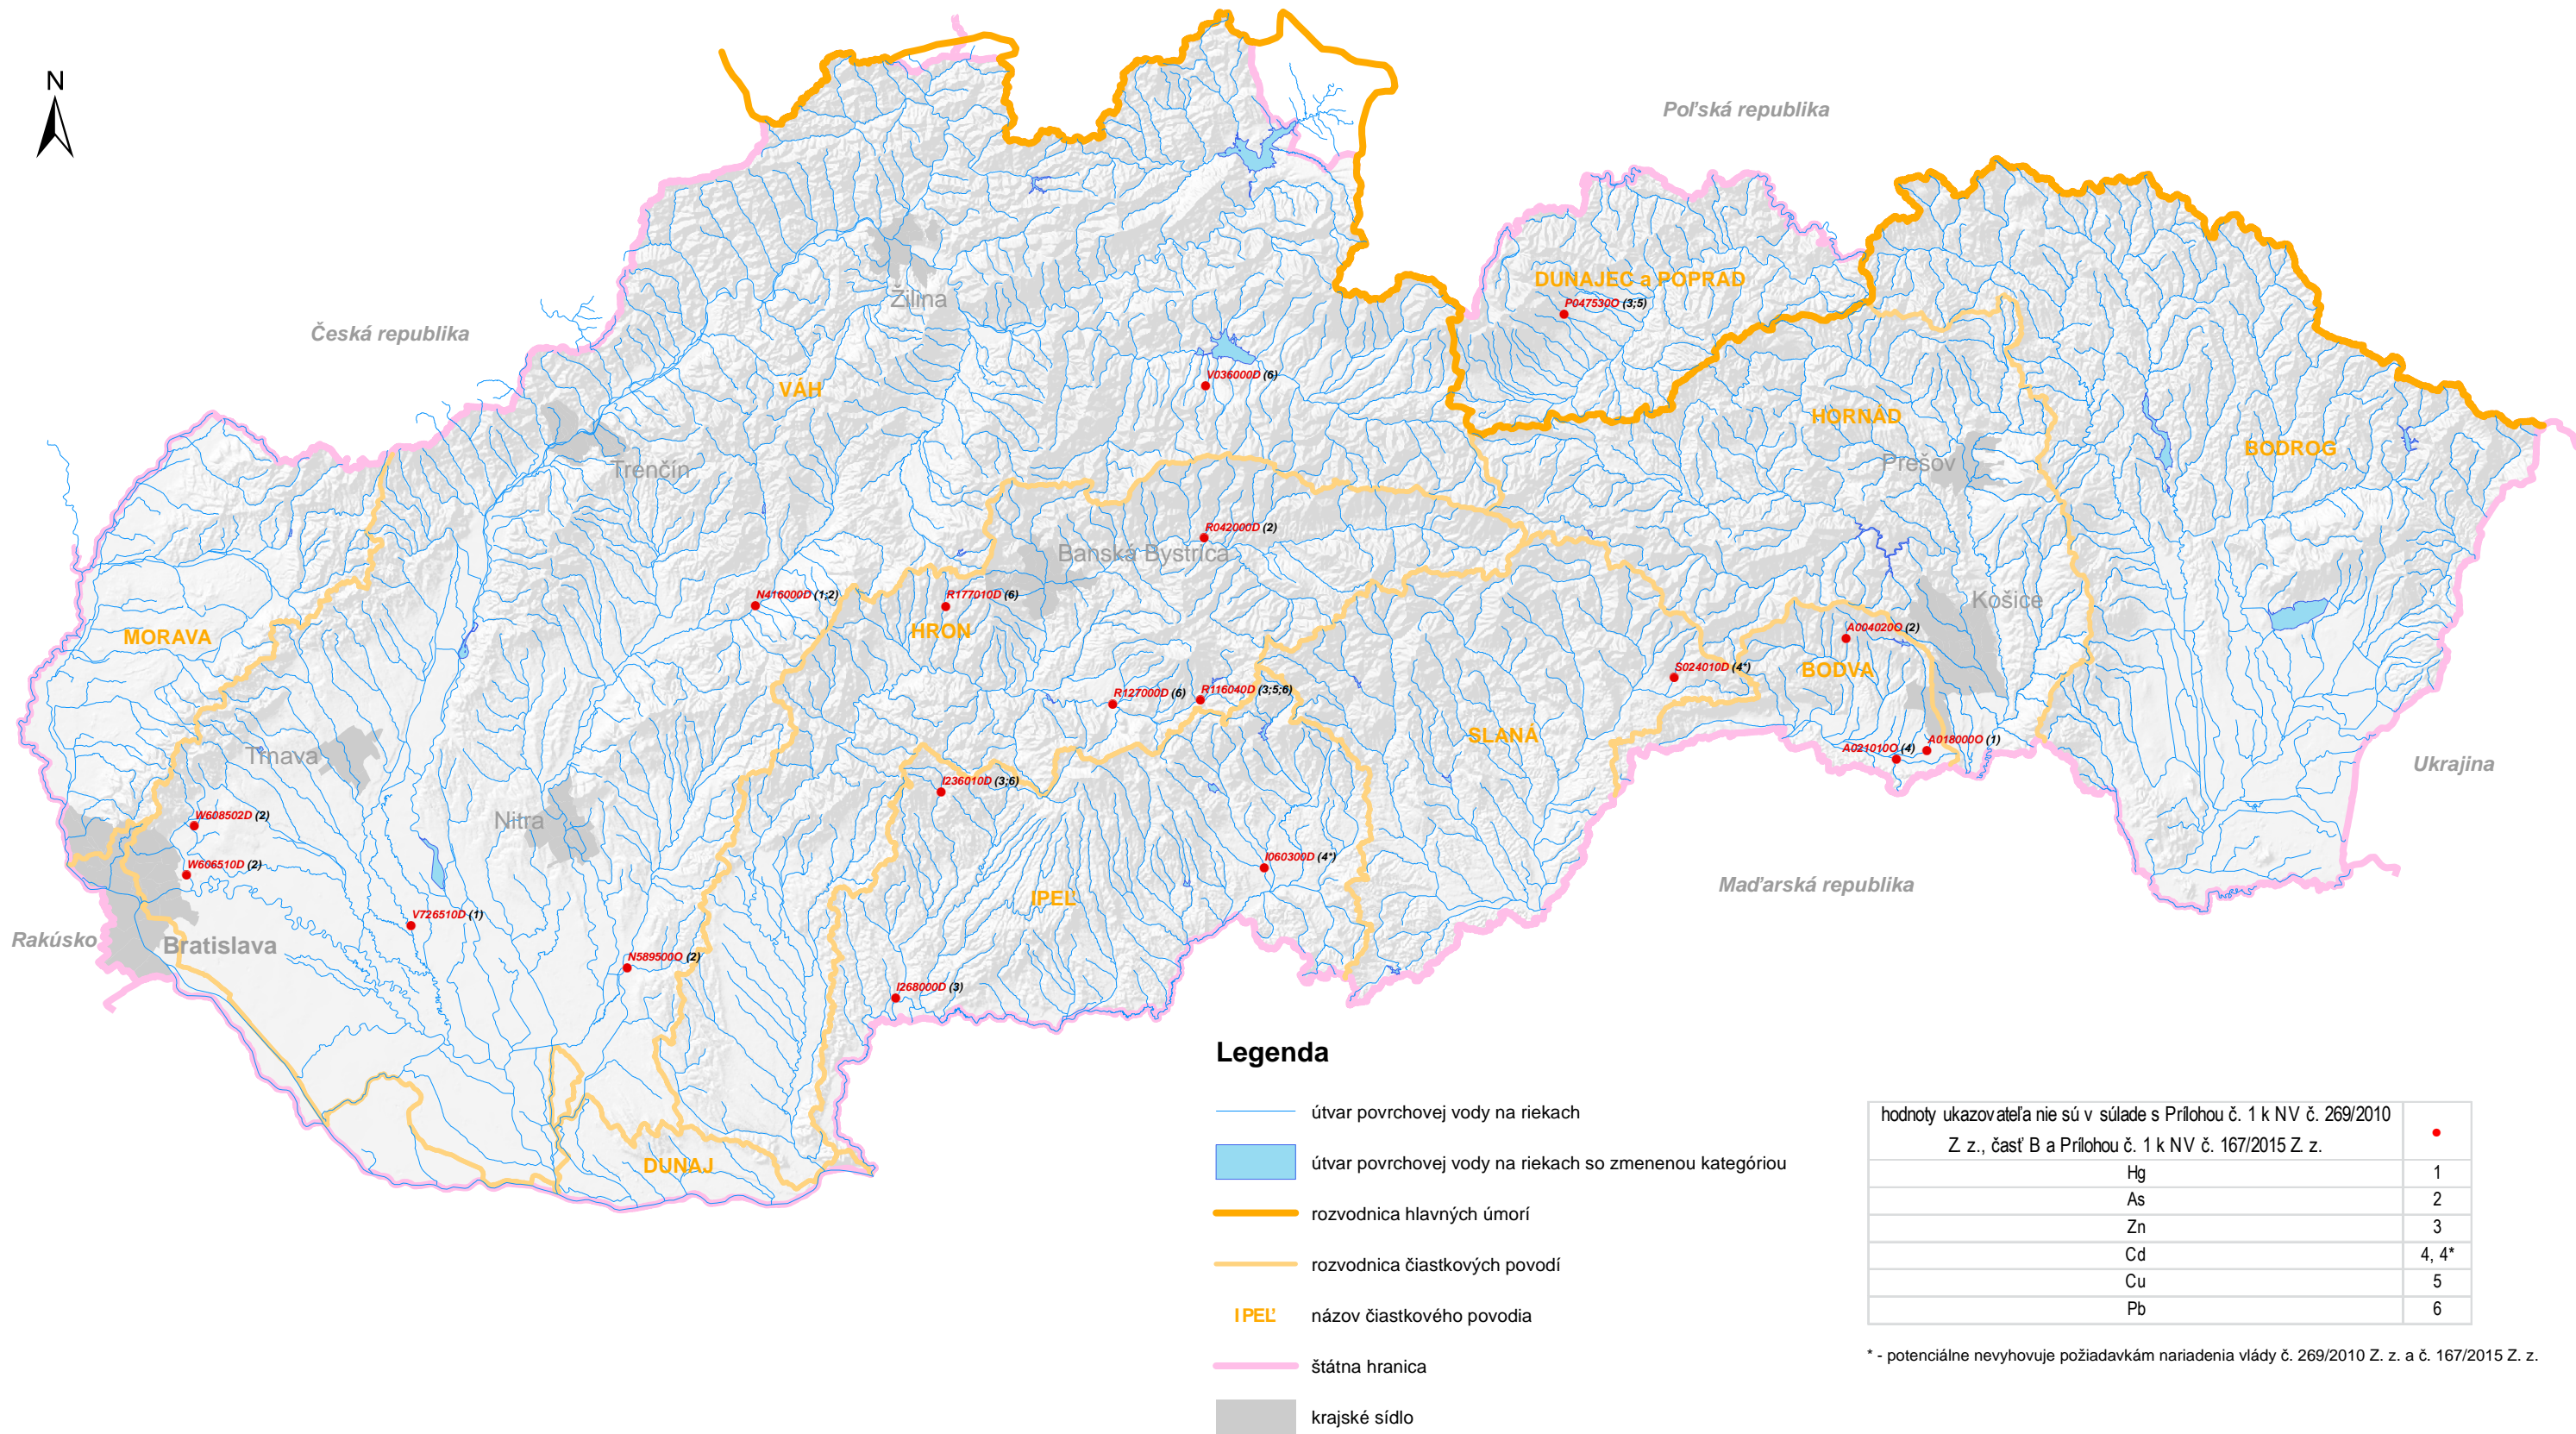 N
Poľská republika
DUNAJEC a POPRAD
P047530O (3;5)
Žilina
Česká republika
V036000D (6)
VÁH
HORNÁD
BODROG
Prešov
Trenčín
R042000D (2)
Banská Bystrica
N416000D (1;2)
R177010D (6)
Košice
HRON
MORAVA
A004020O (2)
S024010D (4*)
BODVA
R127000D (6)
R116040D (3;5;6)
SLANÁ
A018000O (1)
A021010O (4)
Trnava
Ukrajina
I236010D (3;6)
W608502D (2)
Nitra
I060300D (4*)
W606510D (2)
Maďarská republika
IPEĽ
V726510D (1)
Rakúsko
Bratislava
N589500O (2)
I268000D (3)
DUNAJ
Legenda
útvar povrchovej vody na riekach
útvar povrchovej vody na riekach so zmenenou kategóriou
rozvodnica hlavných úmorí
rozvodnica čiastkových povodí
IPEĽ názov čiastkového povodia
štátna hranica
krajské sídlo
hodnoty ukazovateľa nie sú v súlade s Prílohou č. 1 k NV č. 269/2010
Z. z., časť B a Prílohou č. 1 k NV č. 167/2015 Z. z.
Hg 1
As 2
Zn 3
Cd 4, 4*
Cu 5
Pb 6
* - potenciálne nevyhovuje požiadavkám nariadenia vlády č. 269/2010 Z. z. a č. 167/2015 Z. z.